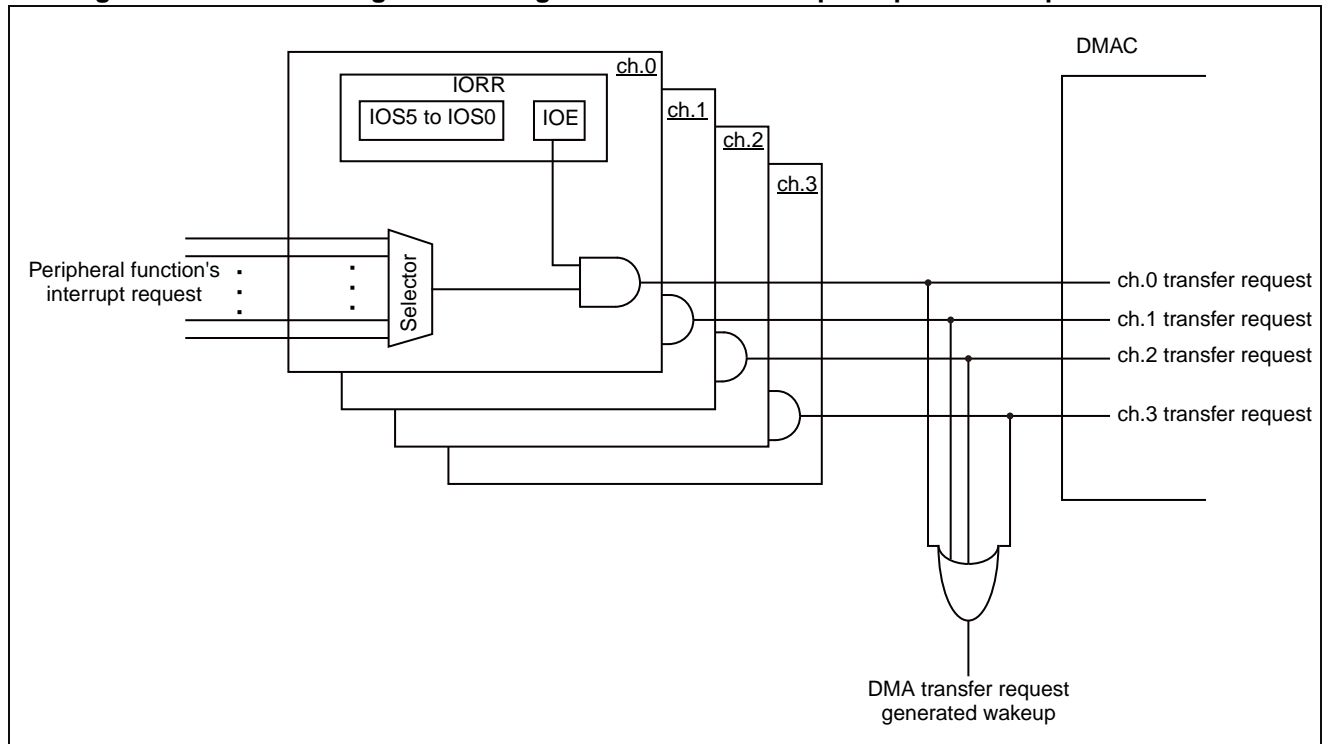 DMAC
ch.0
IORR
IOS5 to IOS0
IOE
ch.1
ch.2
ch.3
Peripheral function's
interrupt request
Selector
ch.0 transfer request
ch.1 transfer request
ch.2 transfer request
ch.3 transfer request
DMA transfer request
generated wakeup